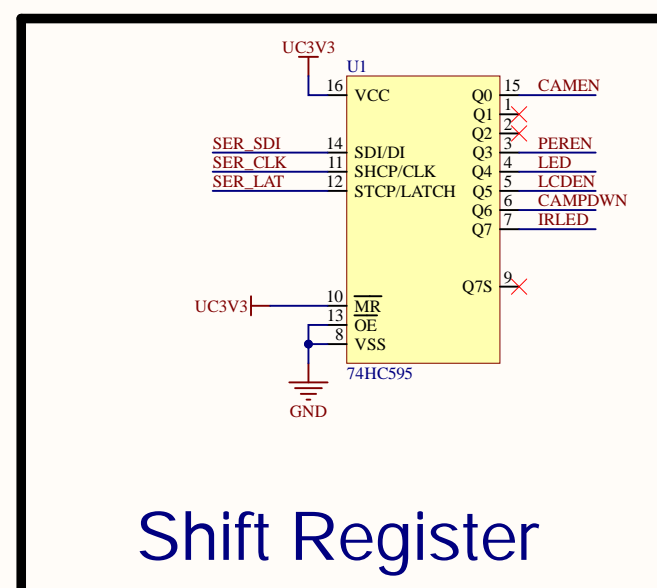 UC3V3
U1
16 VCC Q0 15 CAMEN
Q1 1
Q2 2
SER_SDI 14 SDI/DI Q3 3 PEREN
SER_CLK 11 SHCP/CLK Q4 4 LED
SER_LAT 12 STCP/LATCH Q5 5 LCDEN
Q6 6 CAMPDWN
Q7 7 IRLED
Q7S 9
UC3V3 10 MR
13 OE
8 VSS
74HC595
GND
Shift Register